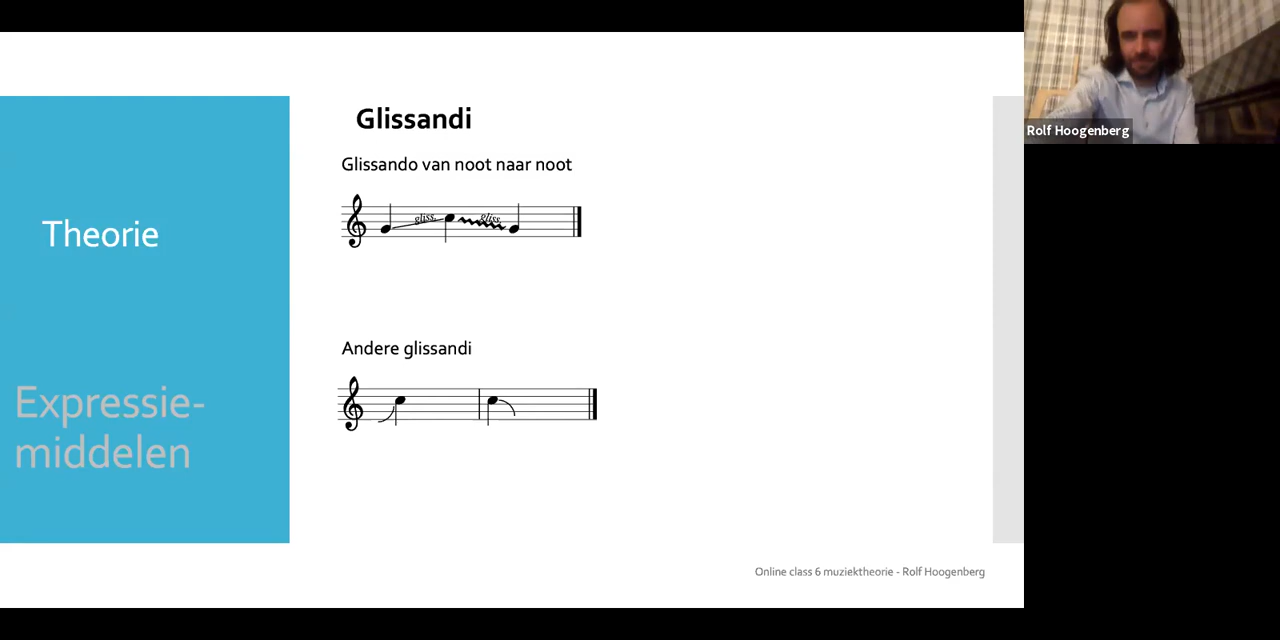 Glissandi
Glissando van noot naar noot
gliss.
gliss.
Theorie
Andere glissandi
Expressie-
middelen
Online class 6 muziektheorie - Rolf Hoogenberg
Rolf Hoogenberg